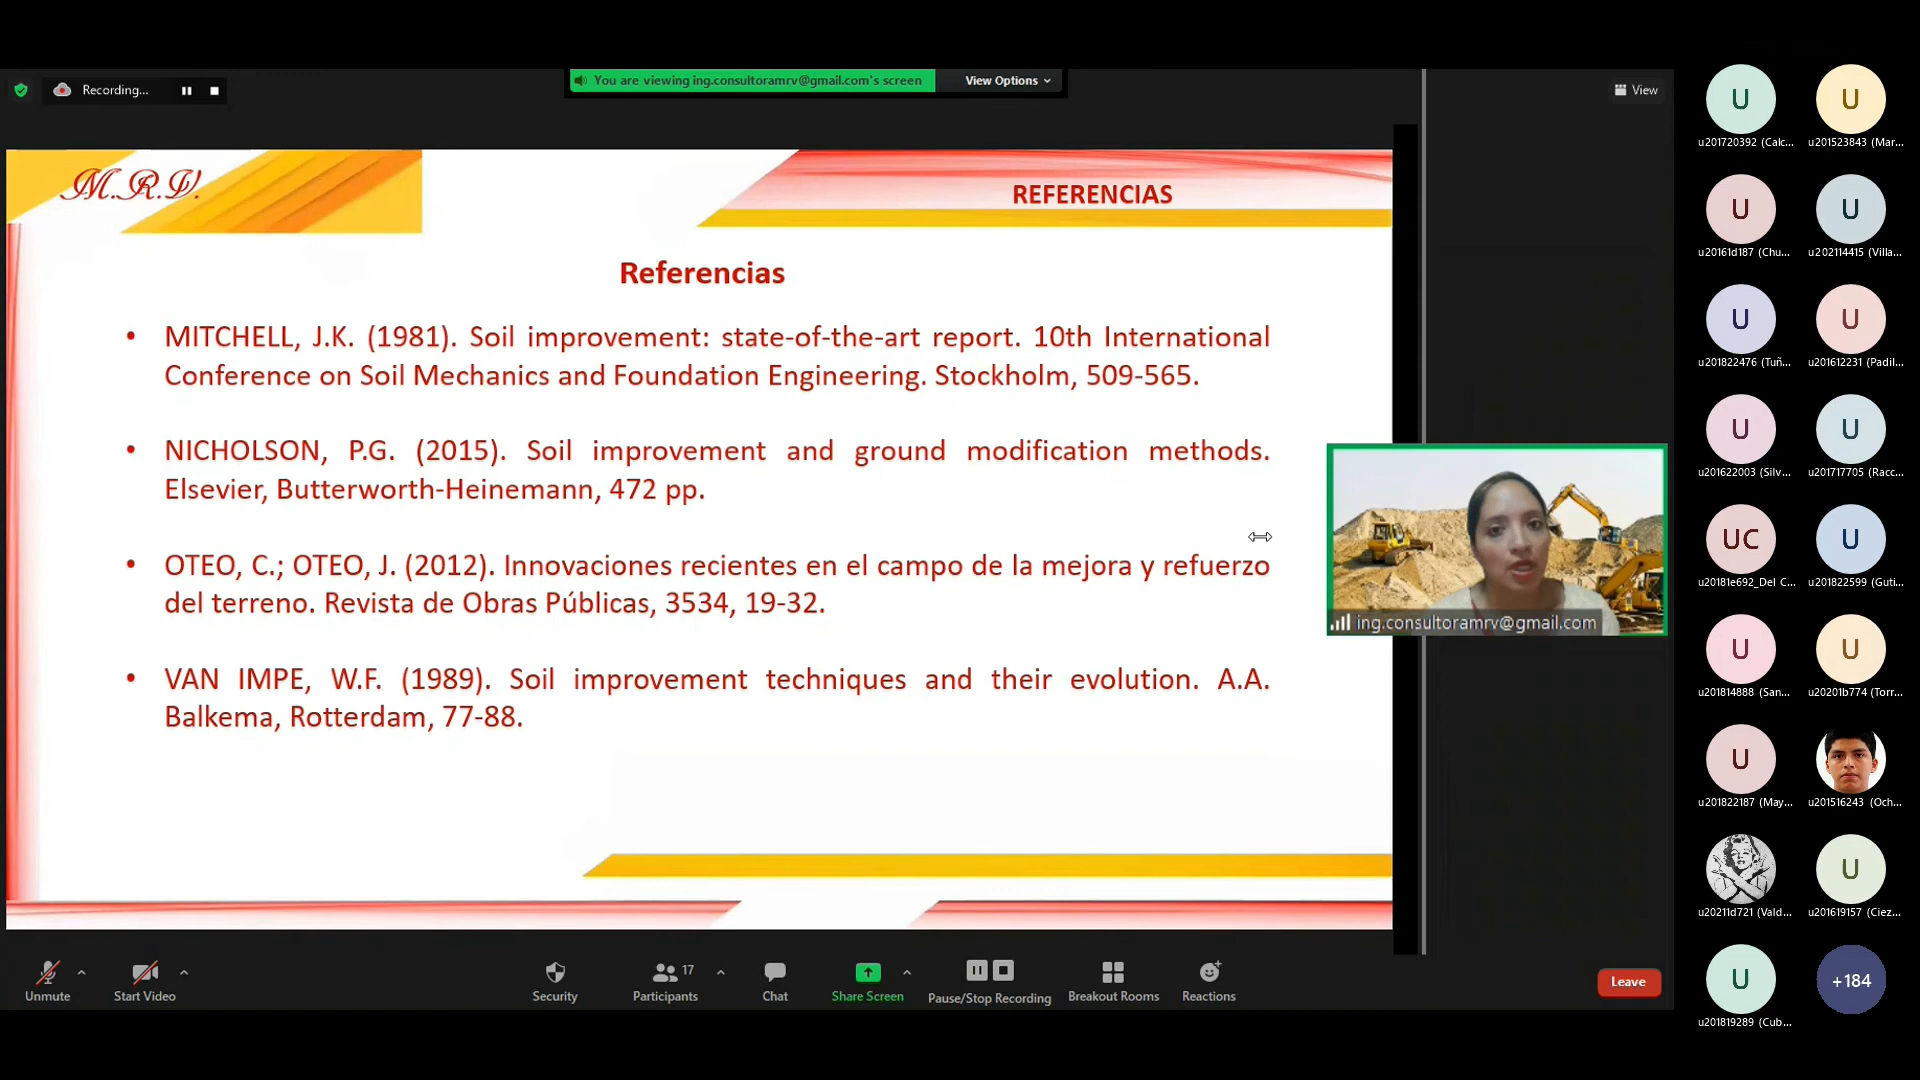 Recording...
You are viewing ing.consultoramrv@gmail.com's screen
View Options
View
M.R.V.
REFERENCIAS
Referencias
• MITCHELL, J.K. (1981). Soil improvement: state-of-the-art report. 10th International
Conference on Soil Mechanics and Foundation Engineering. Stockholm, 509-565.
• NICHOLSON, P.G. (2015). Soil improvement and ground modification methods.
Elsevier, Butterworth-Heinemann, 472 pp.
• OTEO, C.; OTEO, J. (2012). Innovaciones recientes en el campo de la mejora y refuerzo
del terreno. Revista de Obras Públicas, 3534, 19-32.
• VAN IMPE, W.F. (1989). Soil improvement techniques and their evolution. A.A.
Balkema, Rotterdam, 77-88.
ing.consultoramrv@gmail.com
Unmute
Start Video
Security
17
Participants
Chat
Share Screen
Pause/Stop Recording
Breakout Rooms
Reactions
Leave
U U
u201720392 (Calc... u201523843 (Mar...
U U
u20161d187 (Chu... u202114415 (Villa...
U U
u201822476 (Tuñ... u201612231 (Padil...
U U
u201622003 (Silv... u201717705 (Racc...
UC U
u20181e692_Del C... u201822599 (Guti...
U U
u201814888 (San... u20201b774 (Torr...
U
u201822187 (May... u201516243 (Och...
U
u20211d721 (Vald... u201619157 (Ciez...
U +184
u201819289 (Cub...